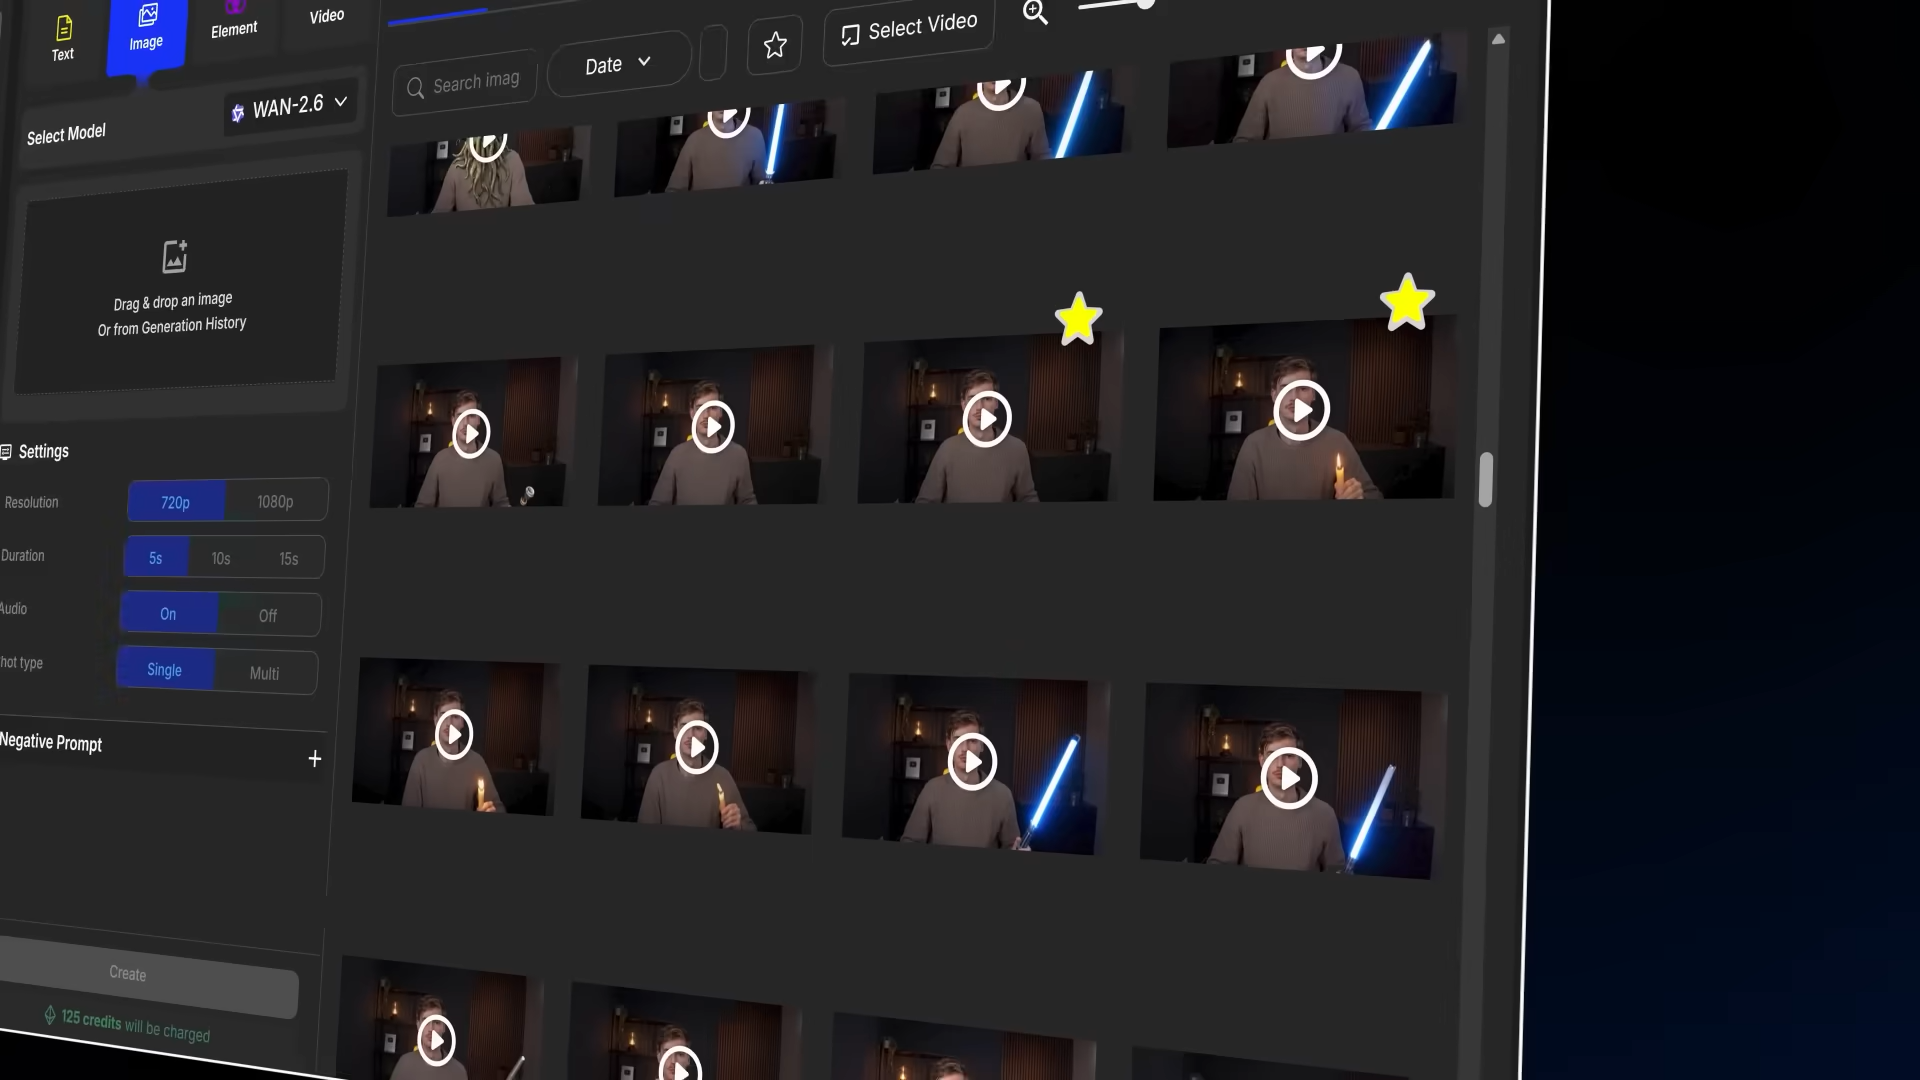 Text
Image
Element
Video
Search imag
Date
Select Video
Select Model
WAN-2.6
Drag & drop an image
Or from Generation History
Settings
Resolution
720p
1080p
Duration
5s
10s
15s
Audio
On
Off
hot type
Single
Multi
Negative Prompt
Create
125 credits will be charged